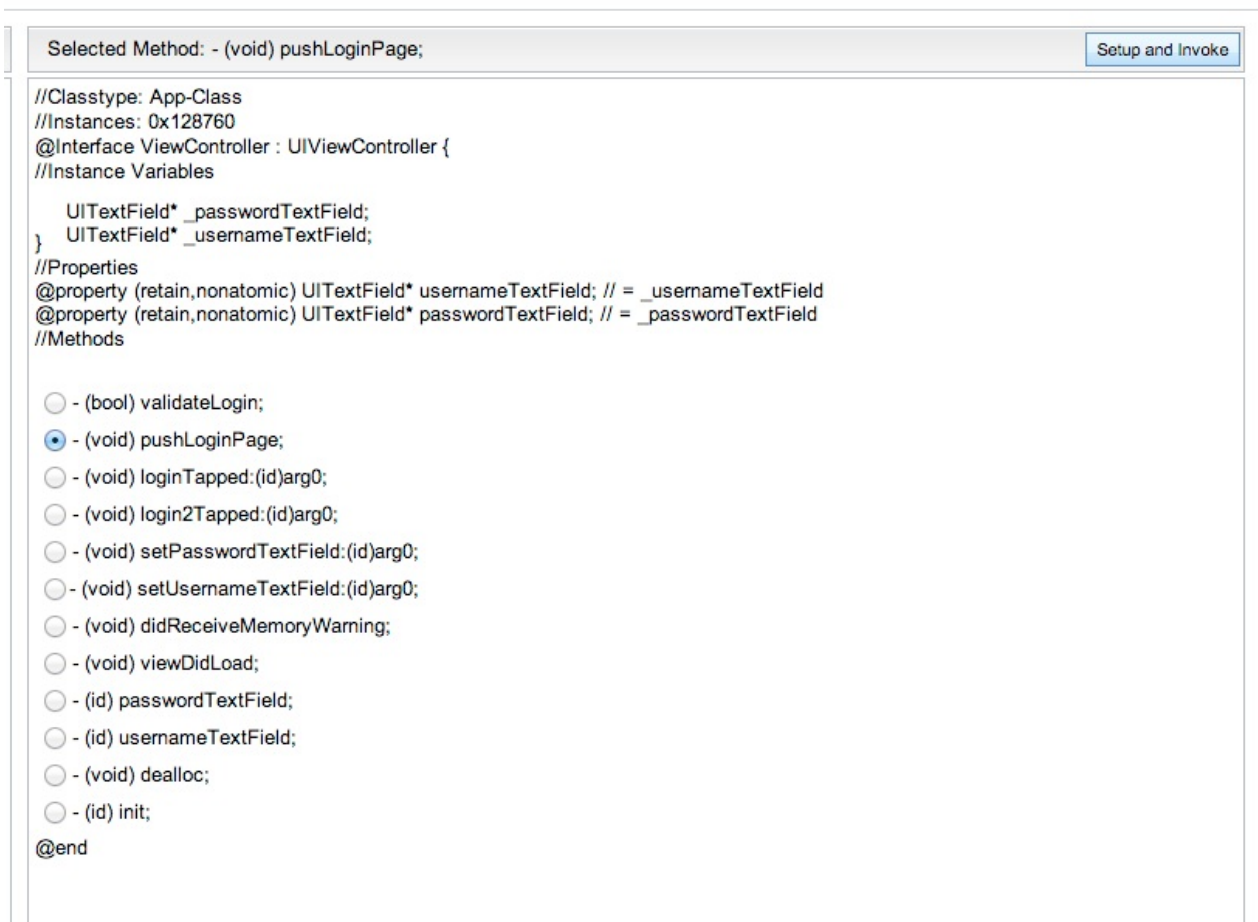 Selected Method: - (void) pushLoginPage;
Setup and Invoke
//Classtype: App-Class
//Instances: 0x128760
@Interface ViewController : UIViewController {
//Instance Variables
UITextField* _passwordTextField;
} UITextField* _usernameTextField;
//Properties
@property (retain,nonatomic) UITextField* usernameTextField; // = _usernameTextField
@property (retain,nonatomic) UITextField* passwordTextField; // = _passwordTextField
//Methods
- (bool) validateLogin;
- (void) pushLoginPage;
- (void) loginTapped:(id)arg0;
- (void) login2Tapped:(id)arg0;
- (void) setPasswordTextField:(id)arg0;
- (void) setUsernameTextField:(id)arg0;
- (void) didReceiveMemoryWarning;
- (void) viewDidLoad;
- (id) passwordTextField;
- (id) usernameTextField;
- (void) dealloc;
- (id) init;
@end